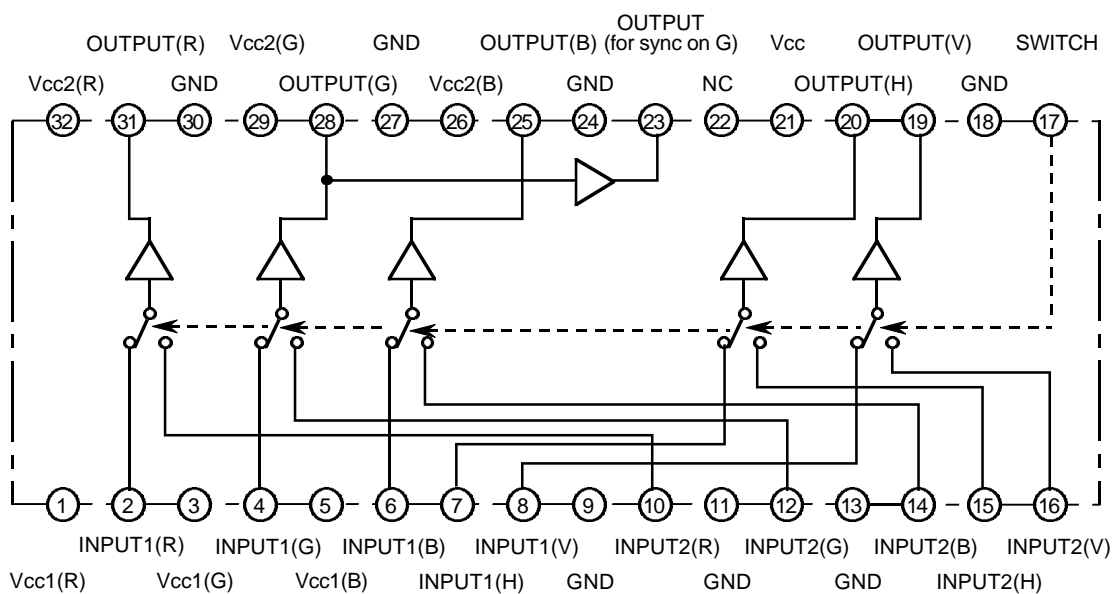 OUTPUT
OUTPUT(R) Vcc2(G) GND OUTPUT(B) (for sync on G) Vcc OUTPUT(V) SWITCH
Vcc2(R) GND OUTPUT(G) Vcc2(B) GND NC OUTPUT(H) GND
32 31 30 29 28 27 26 25 24 23 22 21 20 19 18 17
1 2 3 4 5 6 7 8 9 10 11 12 13 14 15 16
INPUT1(R) INPUT1(G) INPUT1(B) INPUT1(V) INPUT2(R) INPUT2(G) INPUT2(B) INPUT2(V)
Vcc1(R) Vcc1(G) Vcc1(B) INPUT1(H) GND GND GND INPUT2(H)